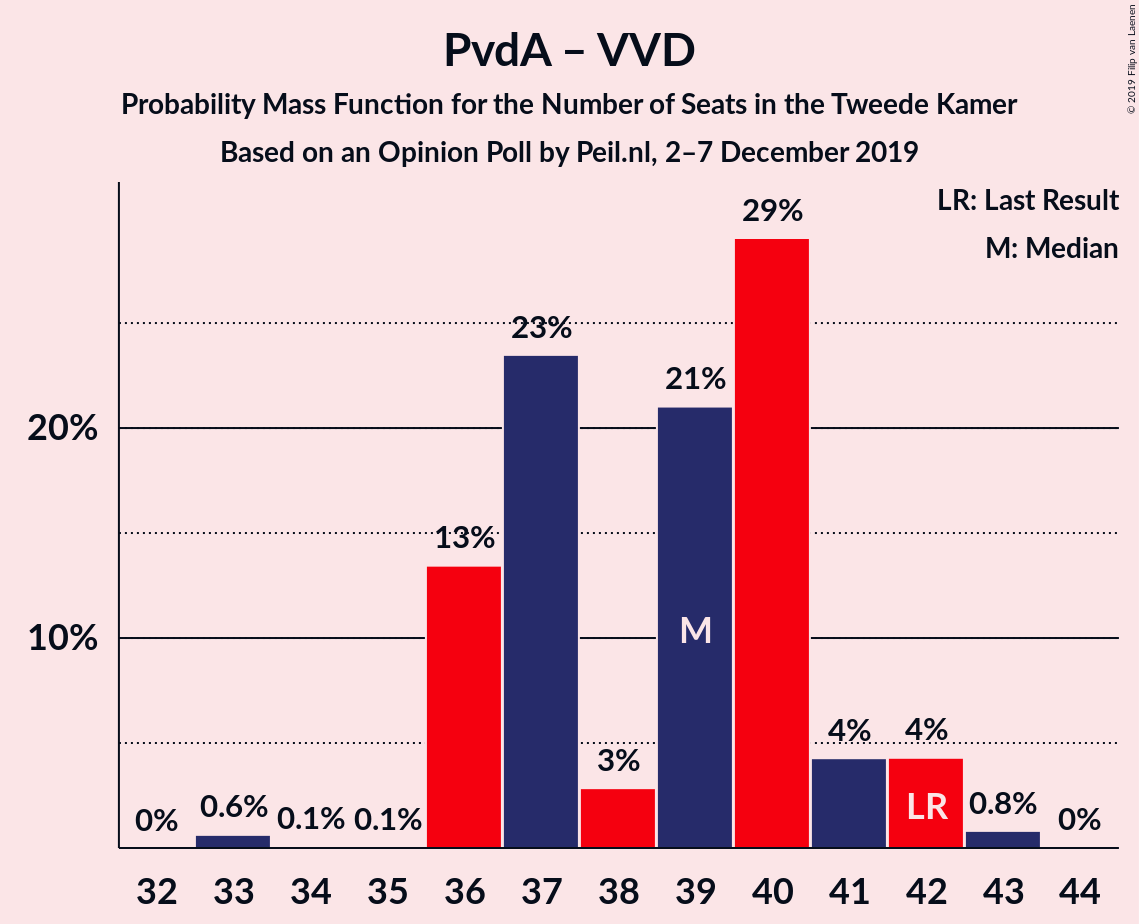 PvdA – VVD
Probability Mass Function for the Number of Seats in the Tweede Kamer
Based on an Opinion Poll by Peil.nl, 2–7 December 2019
© 2019 Filip van Laenen
LR: Last Result
M: Median
29%
23%
21%
20%
13%
10%
M
4%
4%
3%
LR
0%
0.6%
0.1%
0.1%
0.8%
0%
32 33 34 35 36 37 38 39 40 41 42 43 44